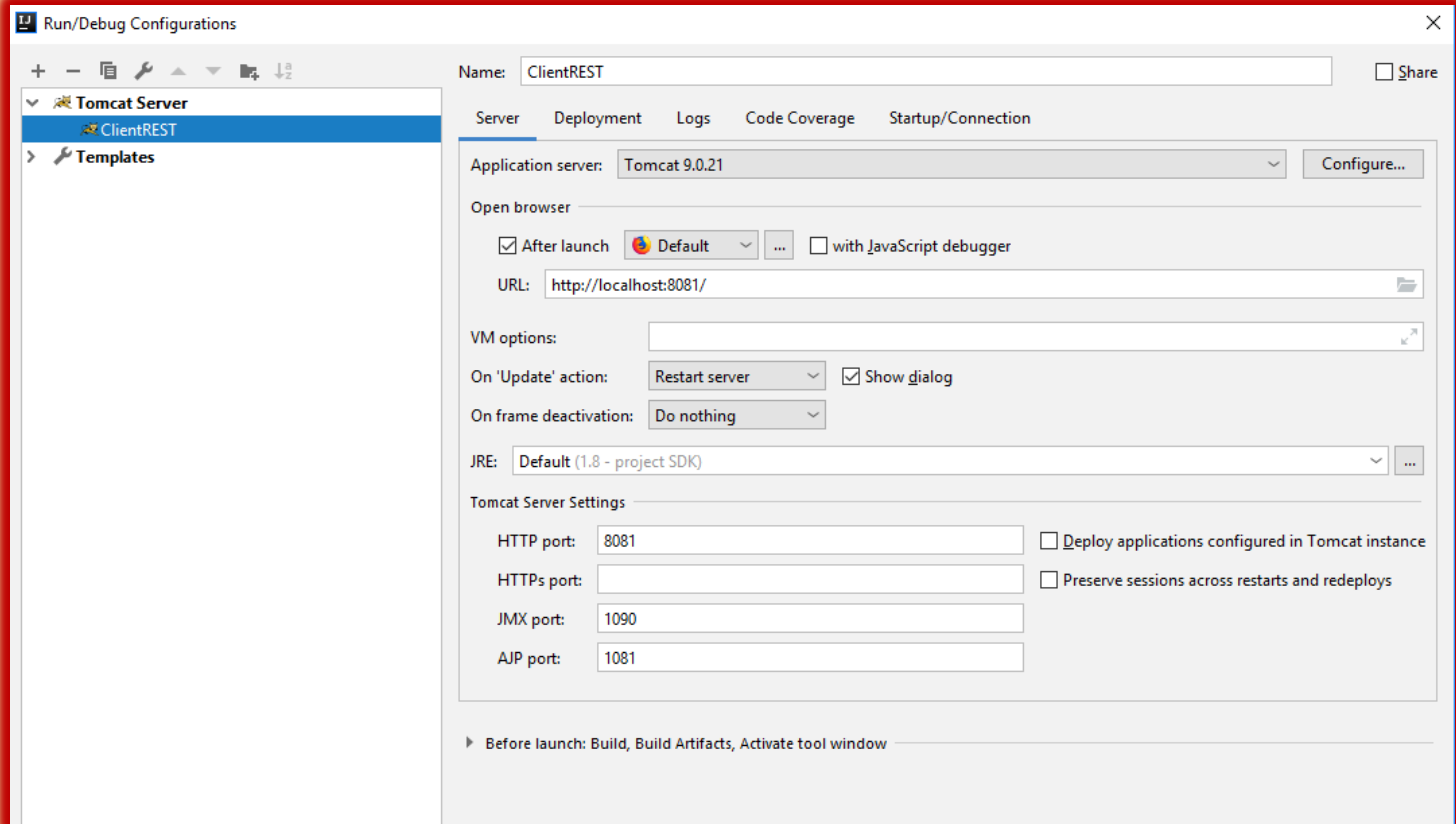 Run/Debug Configurations
Name: ClientREST Share
Tomcat Server
ClientREST
Templates
Server Deployment Logs Code Coverage Startup/Connection
Application server: Tomcat 9.0.21 Configure...
Open browser
After launch Default ... with JavaScript debugger
URL: http://localhost:8081/
VM options:
On 'Update' action: Restart server Show dialog
On frame deactivation: Do nothing
JRE: Default (1.8 - project SDK) ...
Tomcat Server Settings
HTTP port: 8081 Deploy applications configured in Tomcat instance
HTTPs port: Preserve sessions across restarts and redeploys
JMX port: 1090
AJP port: 1081
Before launch: Build, Build Artifacts, Activate tool window